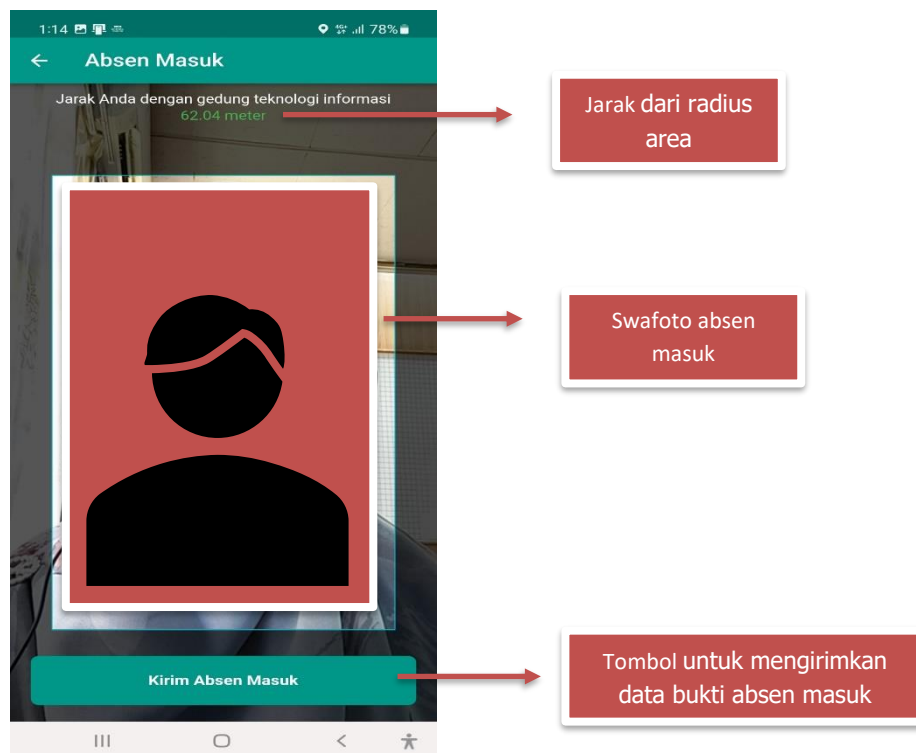 1:14
78%
Absen Masuk
Jarak Anda dengan gedung teknologi informasi
62.04 meter
Jarak dari radius
area
Swafoto absen
masuk
Kirim Absen Masuk
Tombol untuk mengirimkan
data bukti absen masuk